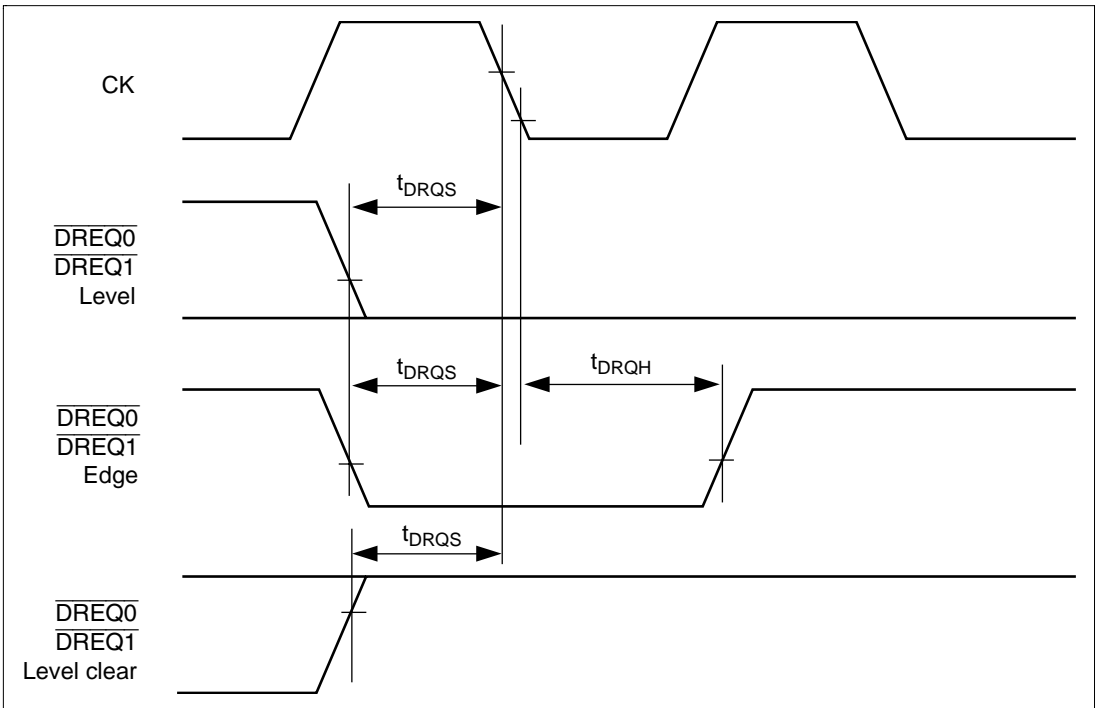 CK
tDRQS
DREQ0
DREQ1
Level
tDRQS
tDRQH
DREQ0
DREQ1
Edge
tDRQS
DREQ0
DREQ1
Level clear